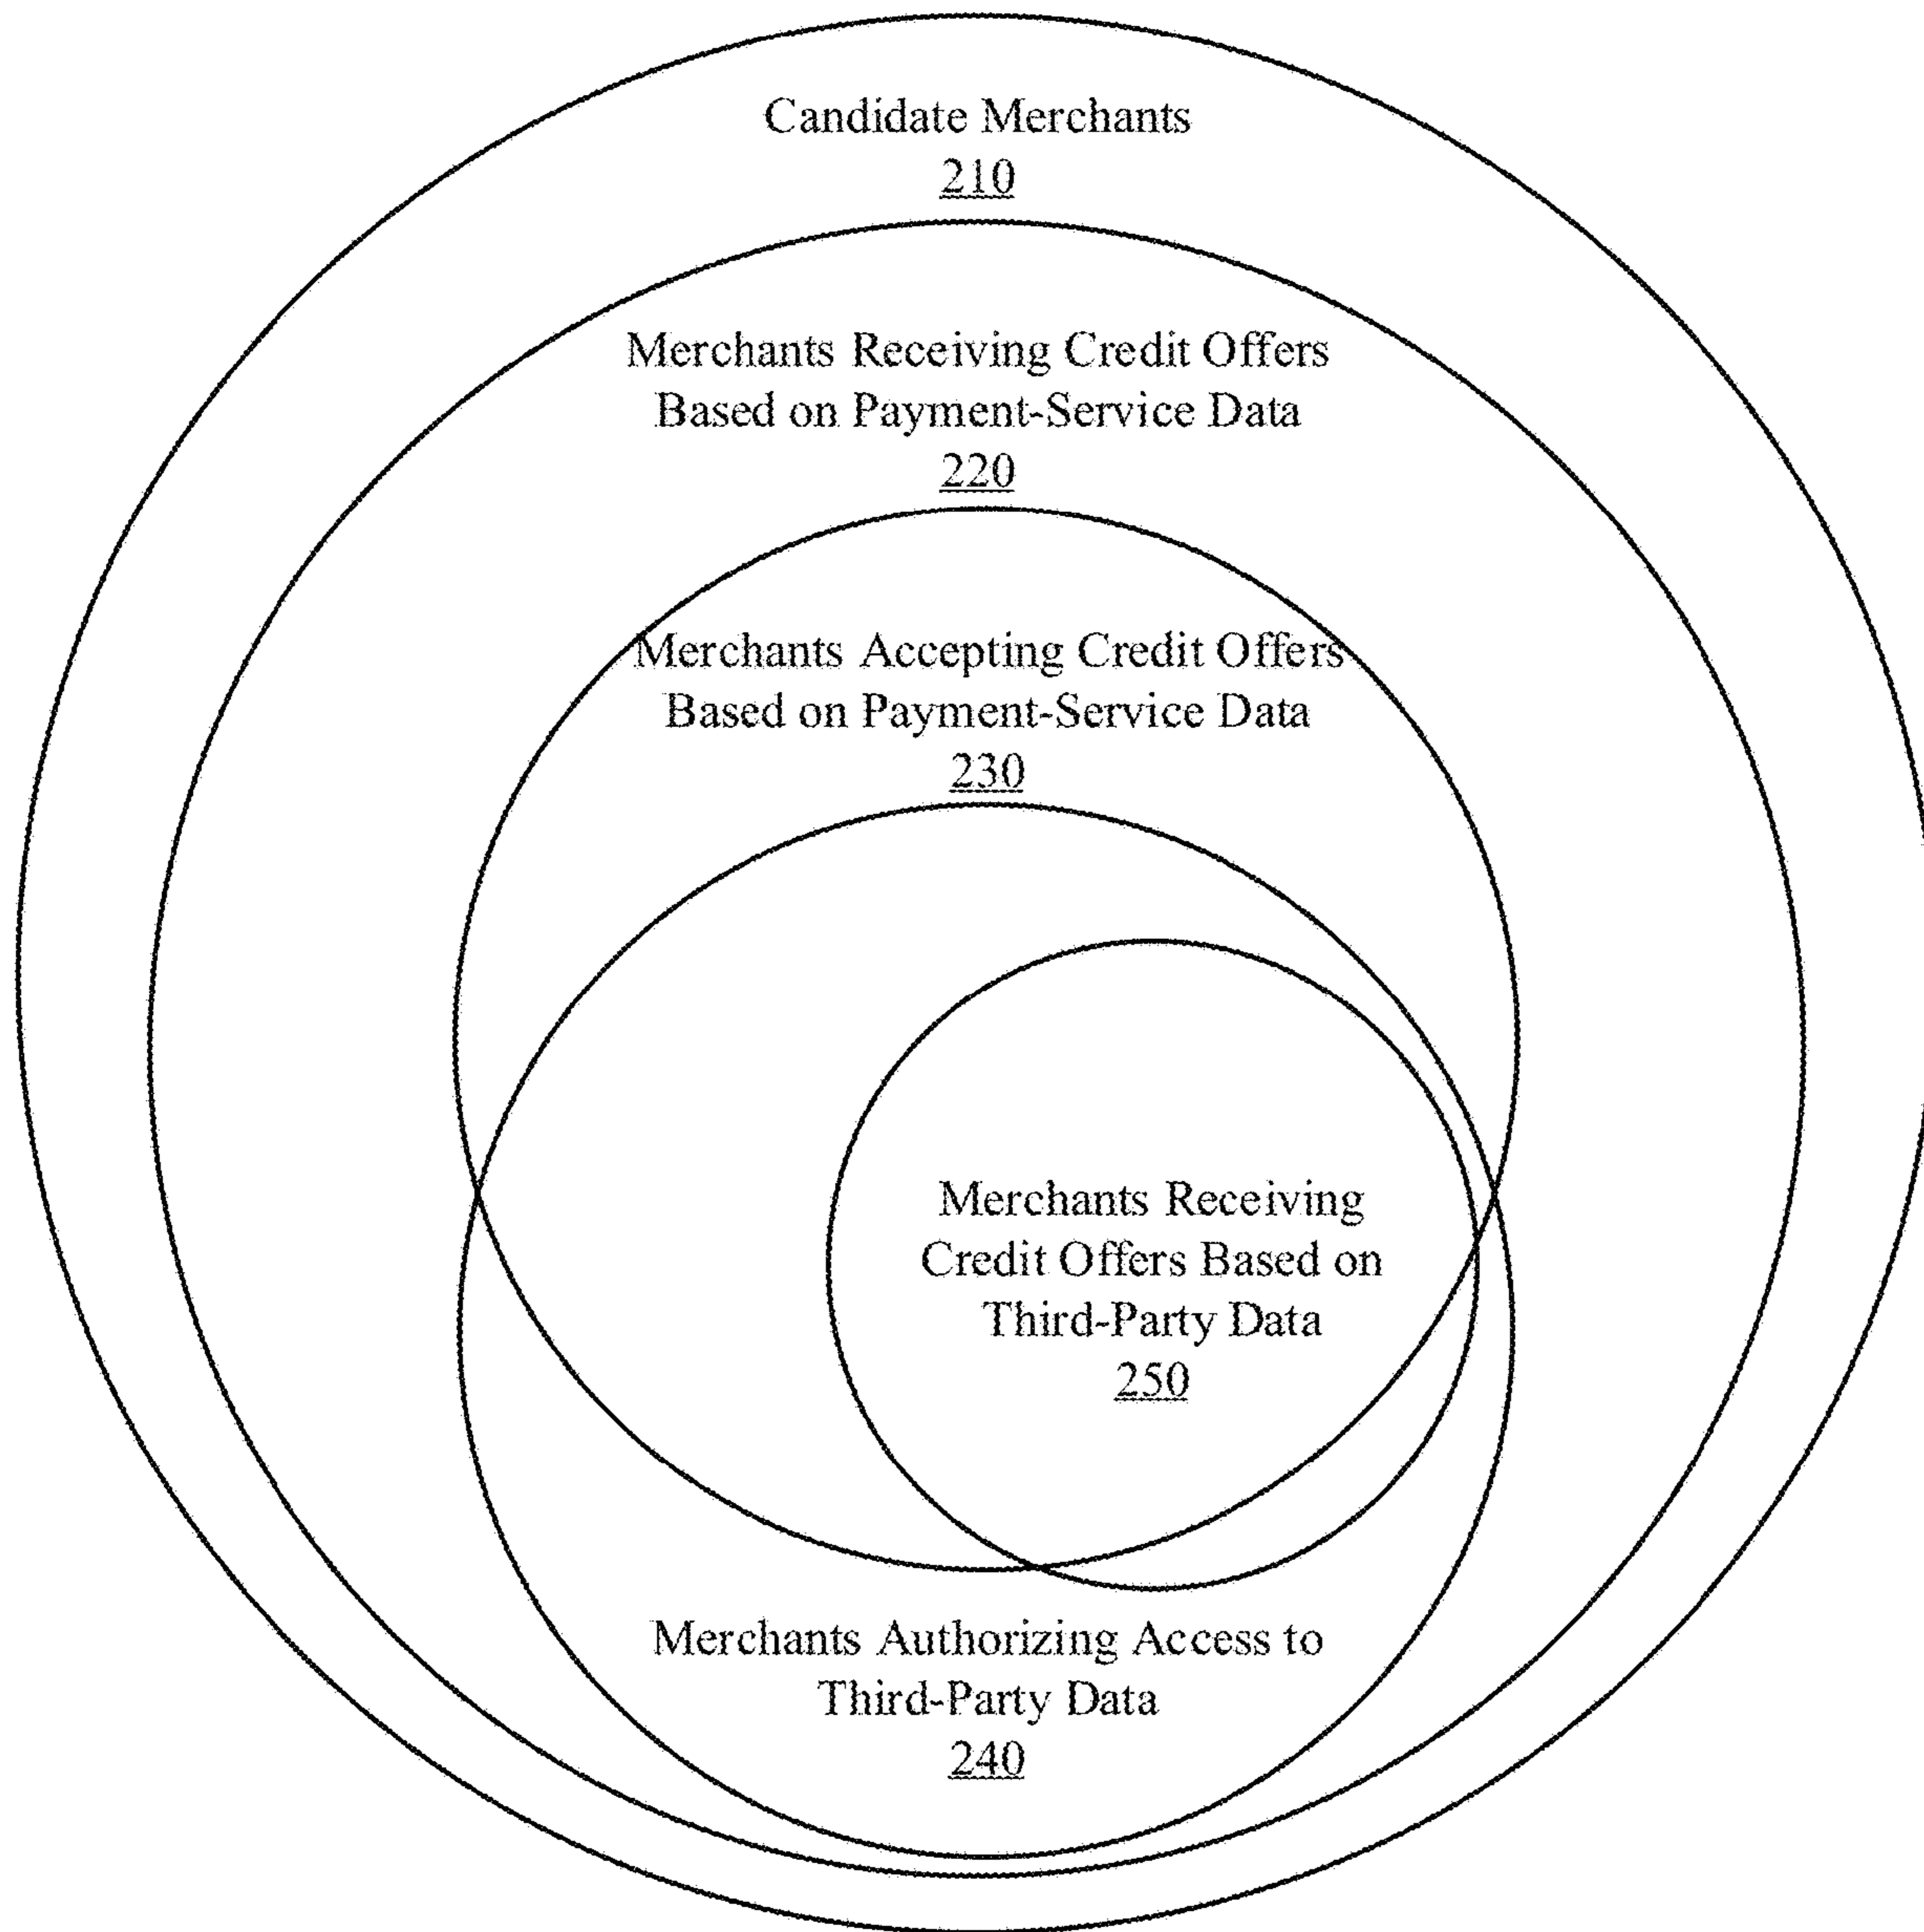 Candidate Merchants
210
Merchants Receiving Credit Offers
Based on Payment-Service Data
220
Merchants Accepting Credit Offers
Based on Payment-Service Data
230
Merchants Receiving
Credit Offers Based on
Third-Party Data
250
Merchants Authorizing Access to
Third-Party Data
240